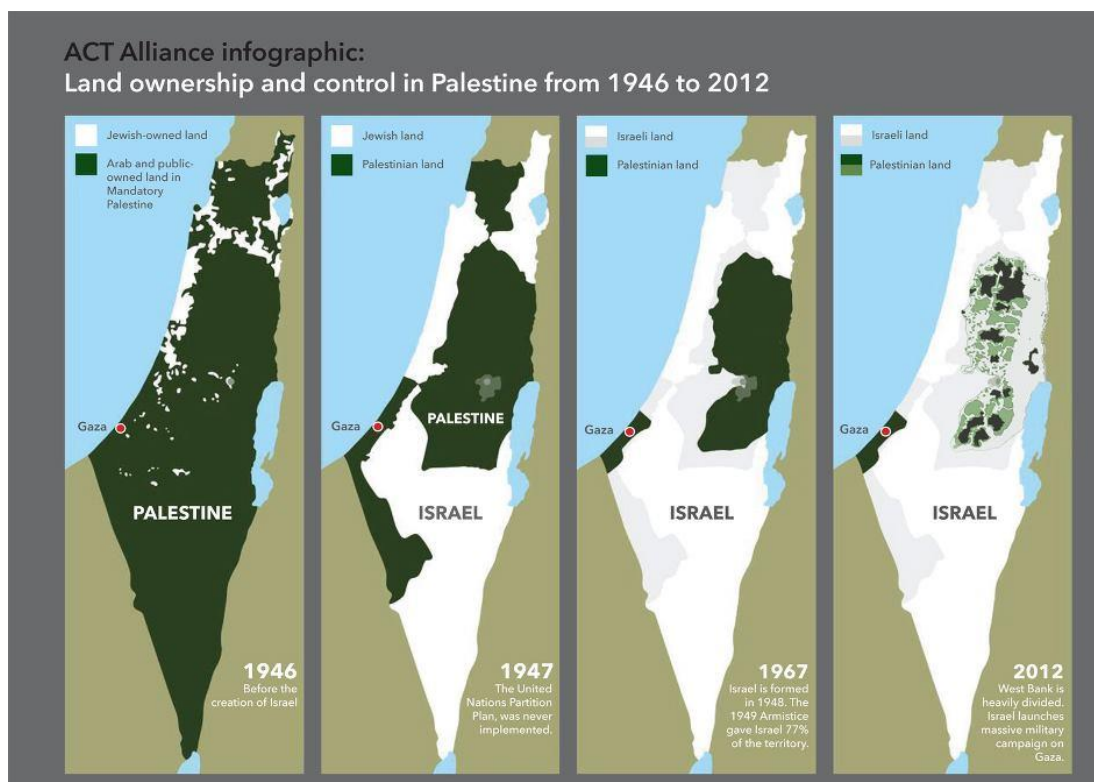 ACT Alliance infographic:
Land ownership and control in Palestine from 1946 to 2012
Jewish-owned land
Arab and public-
owned land in
Mandatory
Palestine
Gaza
PALESTINE
1946
Before the
creation of Israel
Jewish land
Palestinian land
PALESTINE
Gaza
ISRAEL
1947
The United
Nations Partition
Plan, was never
implemented.
Israeli land
Palestinian land
Gaza
ISRAEL
1967
Israel is formed
in 1948. The
1949 Armistice
gave Israel 77%
of the territory.
Israeli land
Palestinian land
Gaza
ISRAEL
2012
West Bank is
heavily divided.
Israel launches
massive military
campaign on
Gaza.